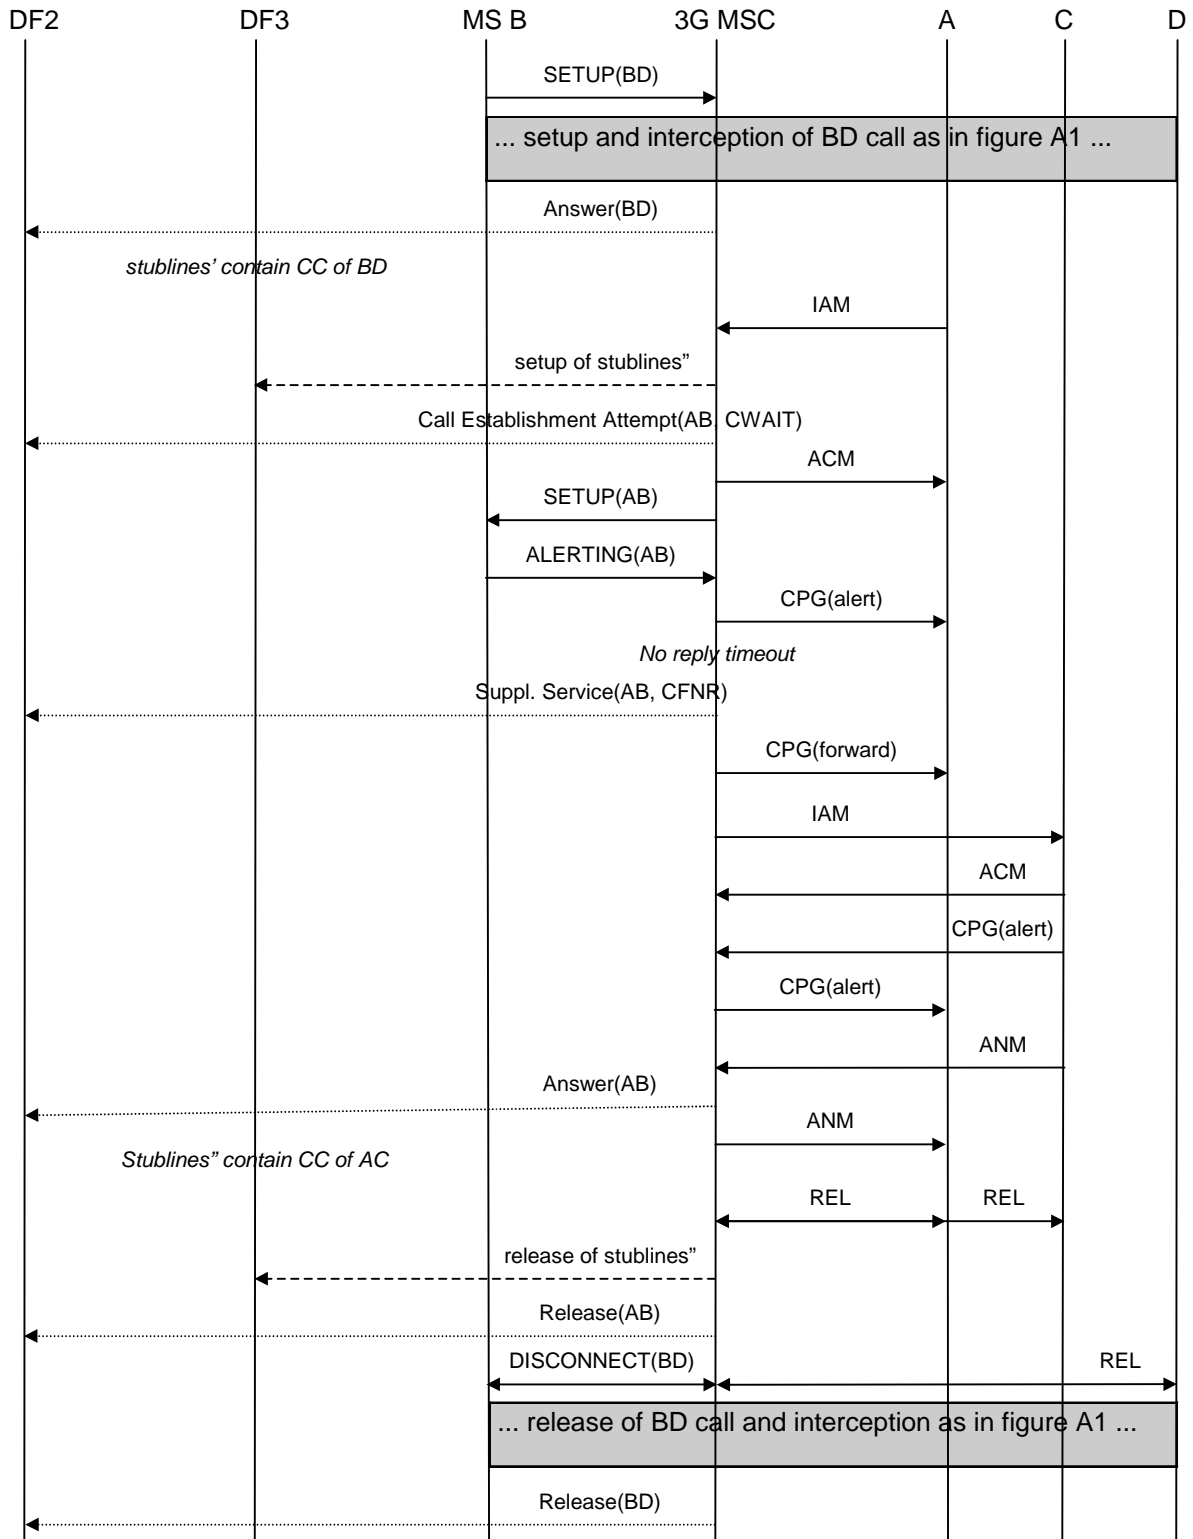 DF2 DF3 MS B 3G MSC A C D
SETUP(BD)
... setup and interception of BD call as in figure A1 ...
Answer(BD)
stublines’ contain CC of BD
IAM
setup of stublines”
Call Establishment Attempt(AB, CWAIT)
ACM
SETUP(AB)
ALERTING(AB)
CPG(alert)
No reply timeout
Suppl. Service(AB, CFNR)
CPG(forward)
IAM
ACM
CPG(alert)
CPG(alert)
ANM
Answer(AB)
ANM
Stublines” contain CC of AC
REL REL
release of stublines”
Release(AB)
DISCONNECT(BD) REL
... release of BD call and interception as in figure A1 ...
Release(BD)